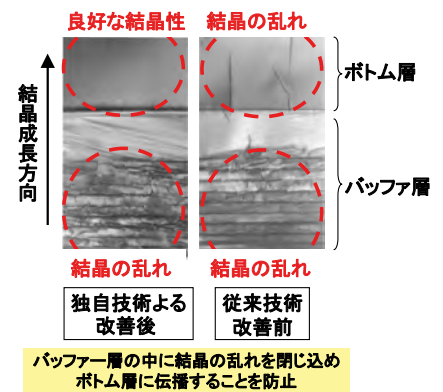 良好な結晶性
結晶の乱れ
ボトム層
結晶成長方向
バッファ層
結晶の乱れ
結晶の乱れ
独自技術よる
改善後
従来技術
改善前
バッファー層の中に結晶の乱れを閉じ込め
ボトム層に伝播することを防止